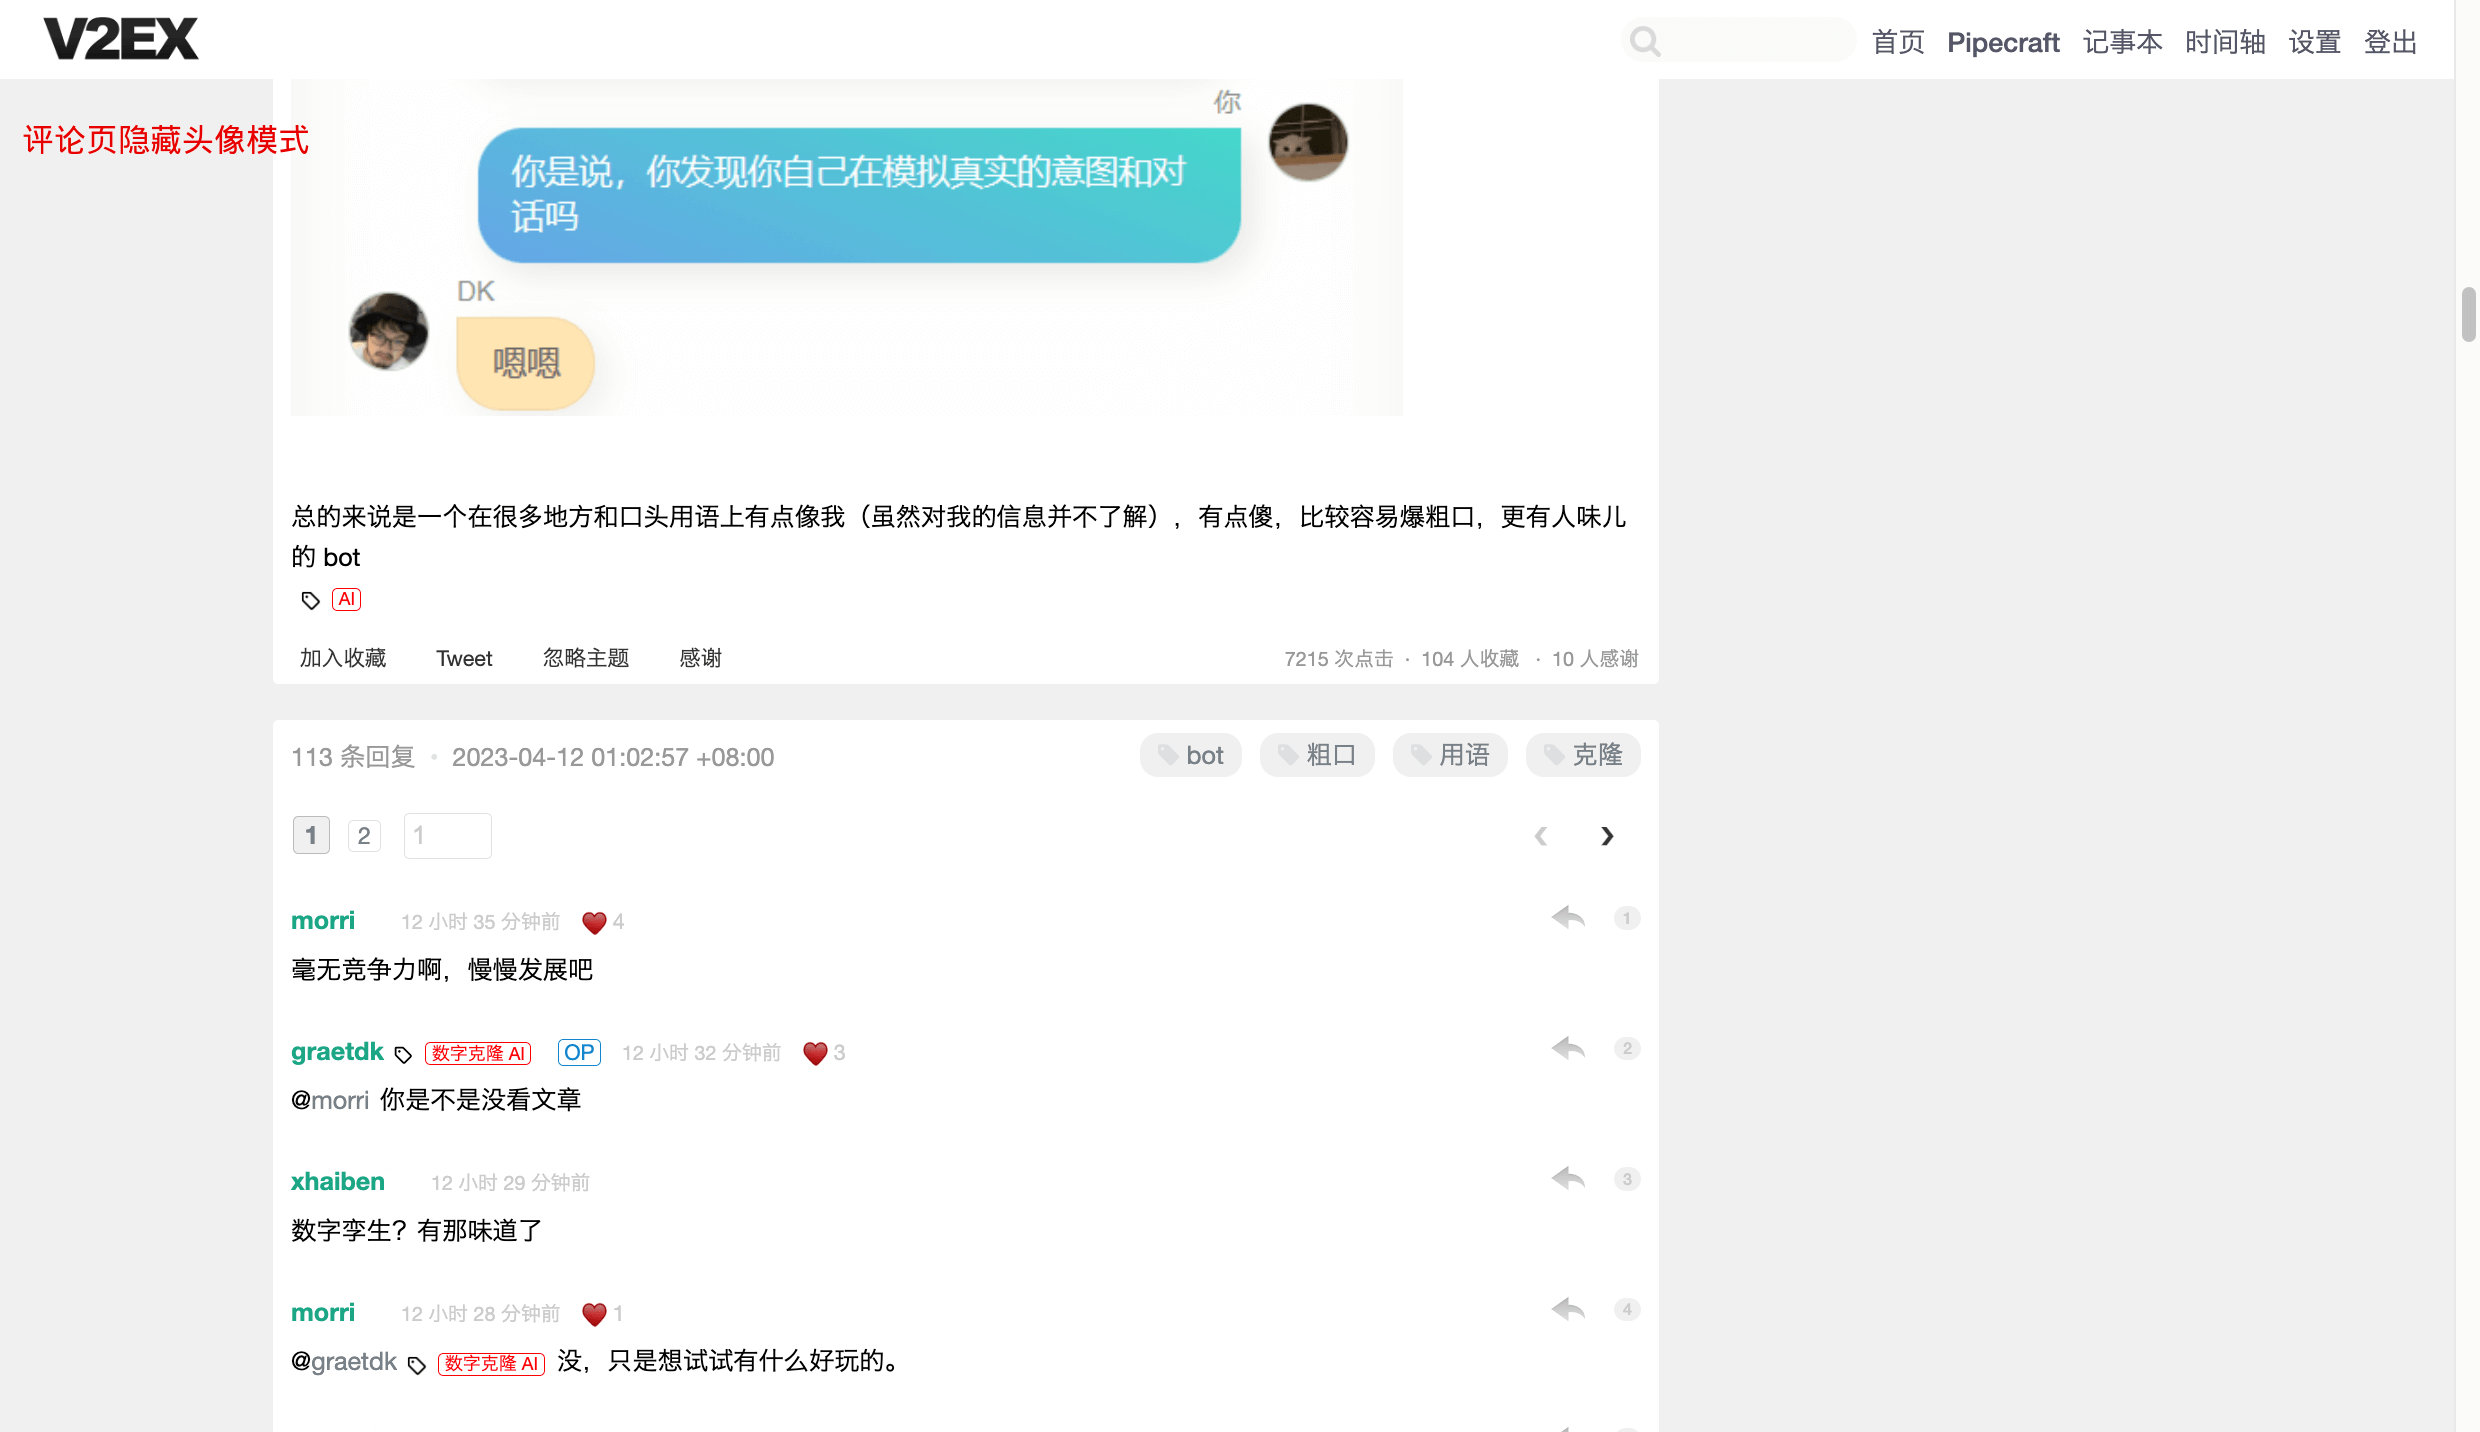 V2EX
首页 Pipecraft 记事本 时间轴 设置 登出
评论页隐藏头像模式
你
你是说，你发现你自己在模拟真实的意图和对
话吗
DK
嗯嗯
总的来说是一个在很多地方和口头用语上有点像我（虽然对我的信息并不了解），有点傻，比较容易爆粗口，更有人味儿
的 bot
AI
加入收藏 Tweet 忽略主题 感谢 7215 次点击 · 104 人收藏 · 10 人感谢
113 条回复 • 2023-04-12 01:02:57 +08:00 bot 粗口 用语 克隆
1 2 1 ‹ ›
morri 12 小时 35 分钟前 ♥ 4 1
毫无竞争力啊，慢慢发展吧
graetdk 数字克隆 AI OP 12 小时 32 分钟前 ♥ 3 2
@morri 你是不是没看文章
xhaiben 12 小时 29 分钟前 3
数字孪生？有那味道了
morri 12 小时 28 分钟前 ♥ 1 4
@graetdk 数字克隆 AI 没，只是想试试有什么好玩的。